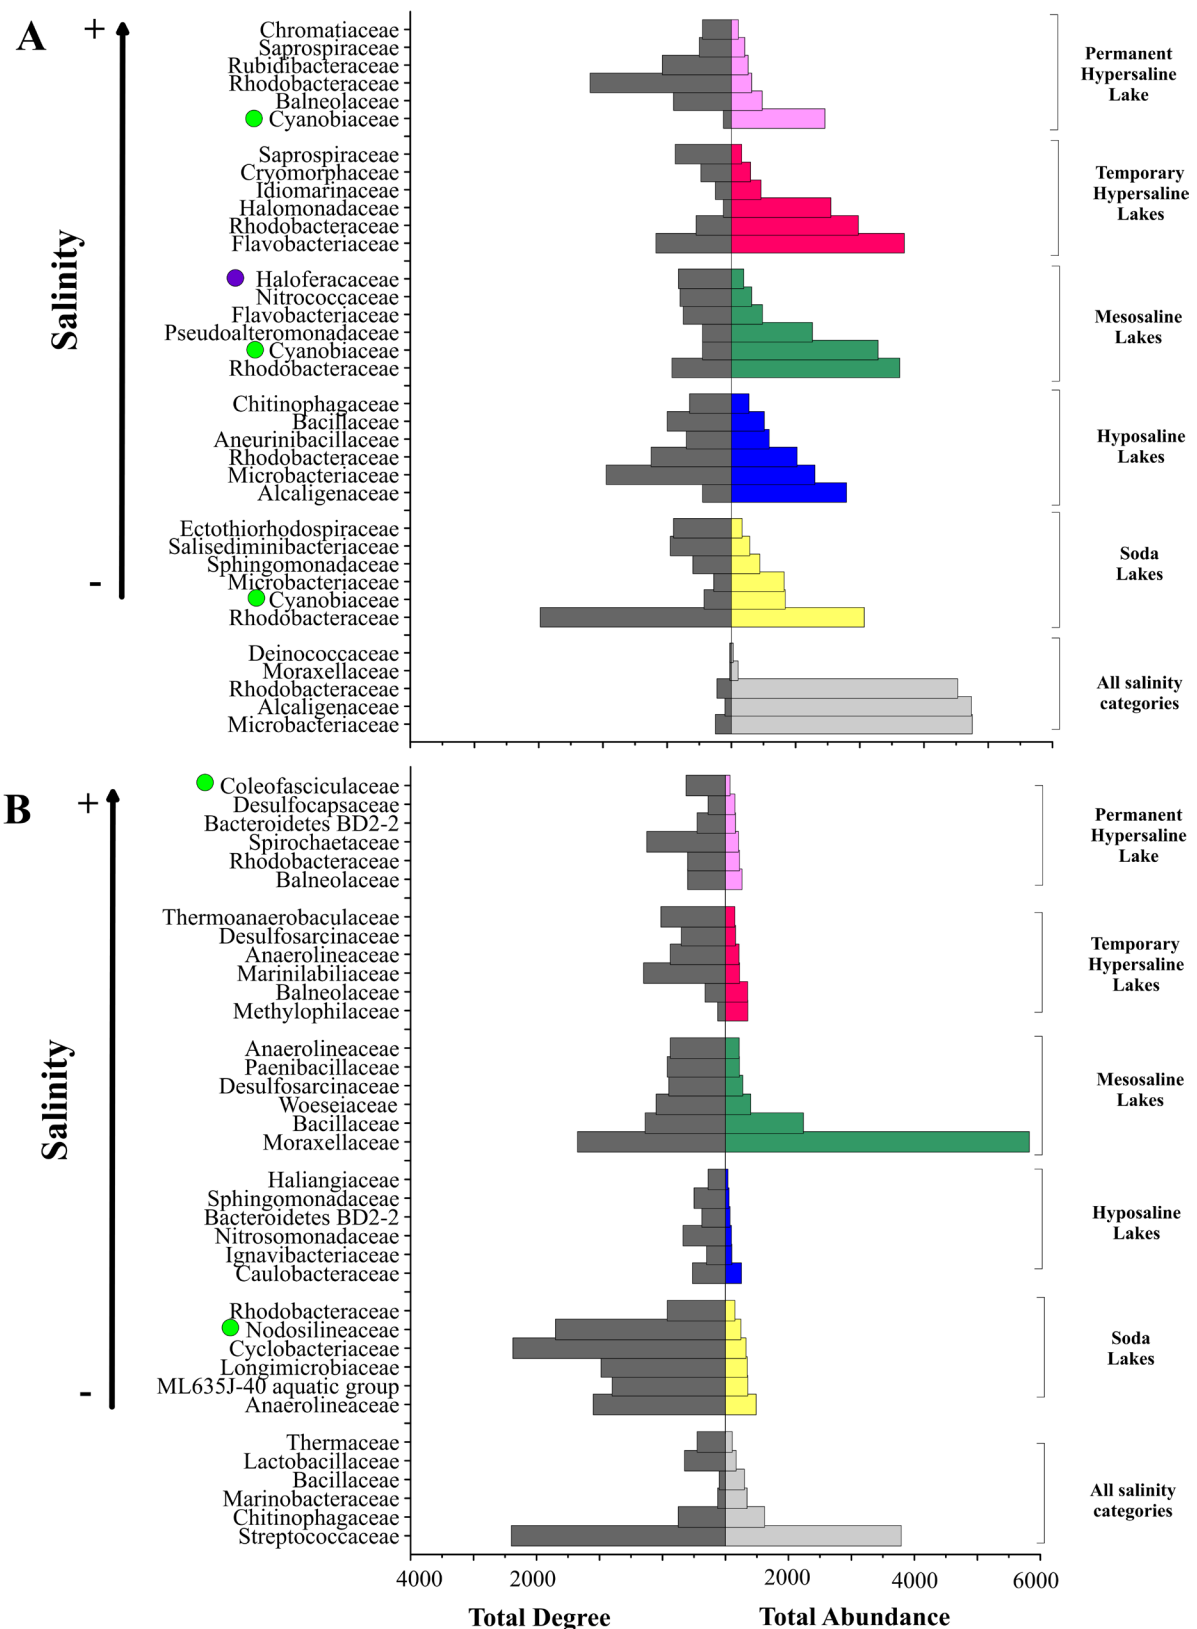 A
+
Salinity
-
Chromatiaceae
Saprospiraceae
Rubidibacteraceae
Rhodobacteraceae
Balneolaceae
Cyanobiaceae
Permanent
Hypersaline
Lake
Saprospiraceae
Cryomorphaceae
Idiomarinaceae
Halomonadaceae
Rhodobacteraceae
Flavobacteriaceae
Temporary
Hypersaline
Lakes
Haloferacaceae
Nitrococcaceae
Flavobacteriaceae
Pseudoalteromonadaceae
Cyanobiaceae
Rhodobacteraceae
Mesosaline
Lakes
Chitinophagaceae
Bacillaceae
Aneurinibacillaceae
Rhodobacteraceae
Microbacteriaceae
Alcaligenaceae
Hyposaline
Lakes
Ectothiorhodospiraceae
Salisediminibacteriaceae
Sphingomonadaceae
Microbacteriaceae
Cyanobiaceae
Rhodobacteraceae
Soda
Lakes
Deinococcaceae
Moraxellaceae
Rhodobacteraceae
Alcaligenaceae
Microbacteriaceae
All salinity
categories
B
+
Salinity
-
Coleofasciculaceae
Desulfocapsaceae
Bacteroidetes BD2-2
Spirochaetaceae
Rhodobacteraceae
Balneolaceae
Permanent
Hypersaline
Lake
Thermoanaerobaculaceae
Desulfosarcinaceae
Anaerolineaceae
Marinilabiliaceae
Balneolaceae
Methylophilaceae
Temporary
Hypersaline
Lakes
Anaerolineaceae
Paenibacillaceae
Desulfosarcinaceae
Woeseiaceae
Bacillaceae
Moraxellaceae
Mesosaline
Lakes
Haliangiaceae
Sphingomonadaceae
Bacteroidetes BD2-2
Nitrosomonadaceae
Ignavibacteriaceae
Caulobacteraceae
Hyposaline
Lakes
Rhodobacteraceae
Nodosilineaceae
Cyclobacteriaceae
Longimicrobiaceae
ML635J-40 aquatic group
Anaerolineaceae
Soda
Lakes
Thermaceae
Lactobacillaceae
Bacillaceae
Marinobacteraceae
Chitinophagaceae
Streptococcaceae
All salinity
categories
4000 2000 2000 4000 6000
Total Degree Total Abundance